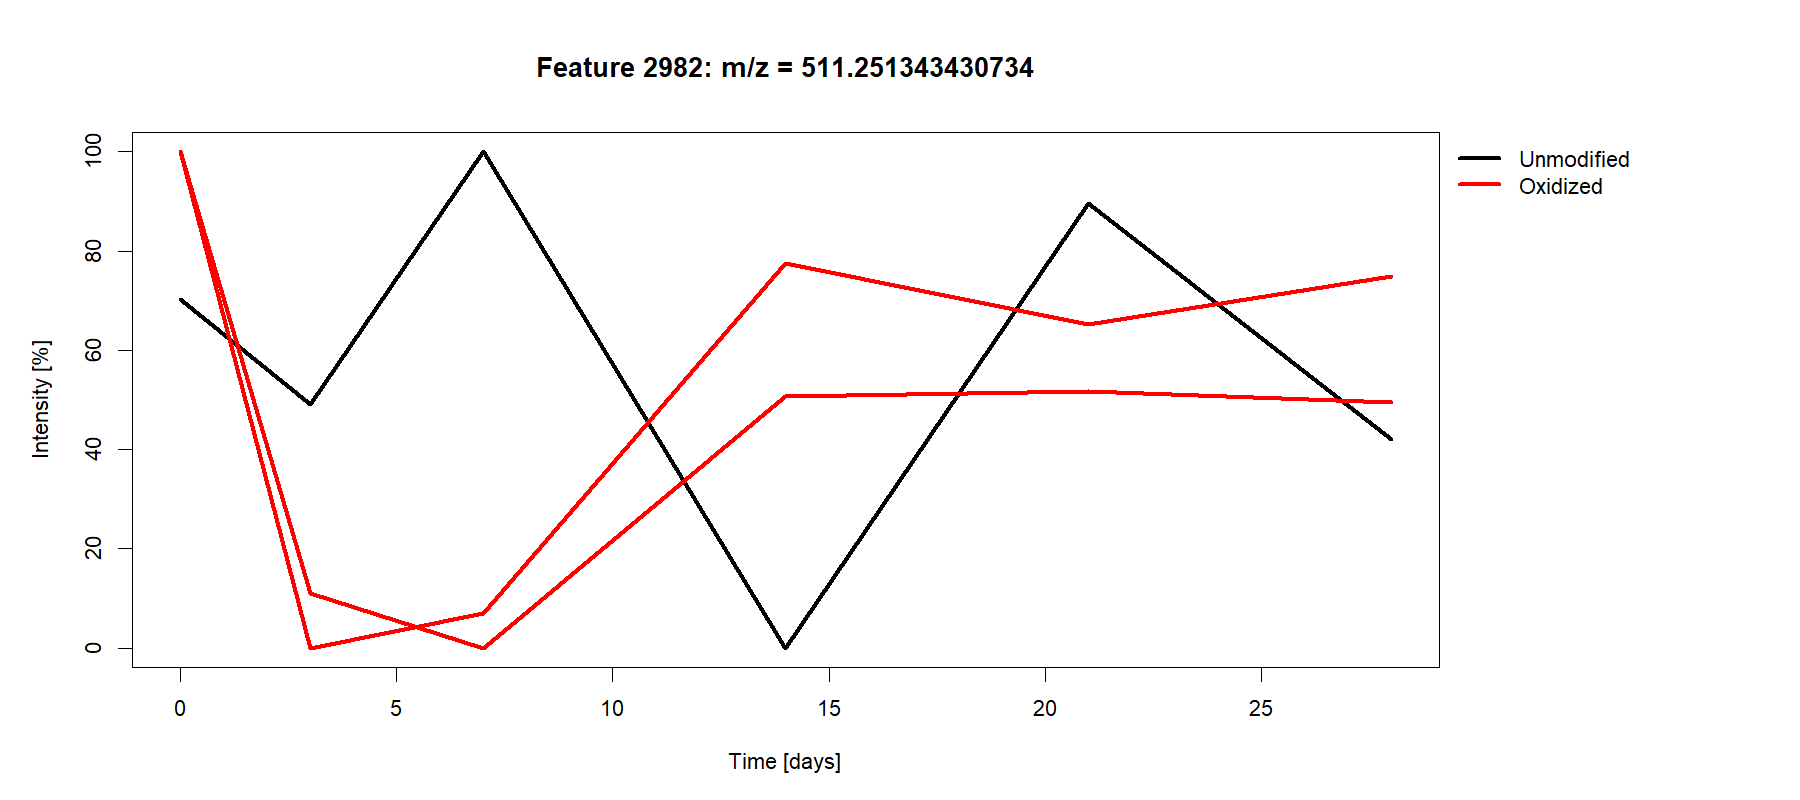 Feature 2982: m/z = 511.251343430734
Unmodified
Oxidized
Intensity [%]
100
80
60
40
20
0
0 5 10 15 20 25
Time [days]